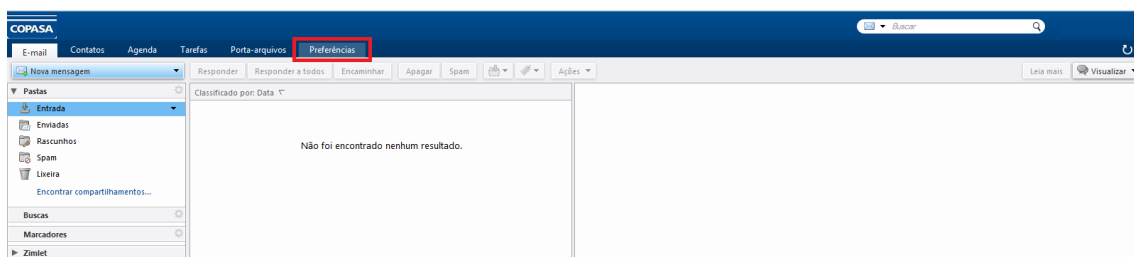 COPASA
Buscar
E-mail Contatos Agenda Tarefas Porta-arquivos Preferências
Nova mensagem Responder Responder a todos Encaminhar Apagar Spam Ações Leia mais Visualizar
Pastas Classificado por: Data
Entrada
Enviadas
Rascunhos Não foi encontrado nenhum resultado.
Spam
Lixeira
Encontrar compartilhamentos...
Buscas
Marcadores
Zimlet